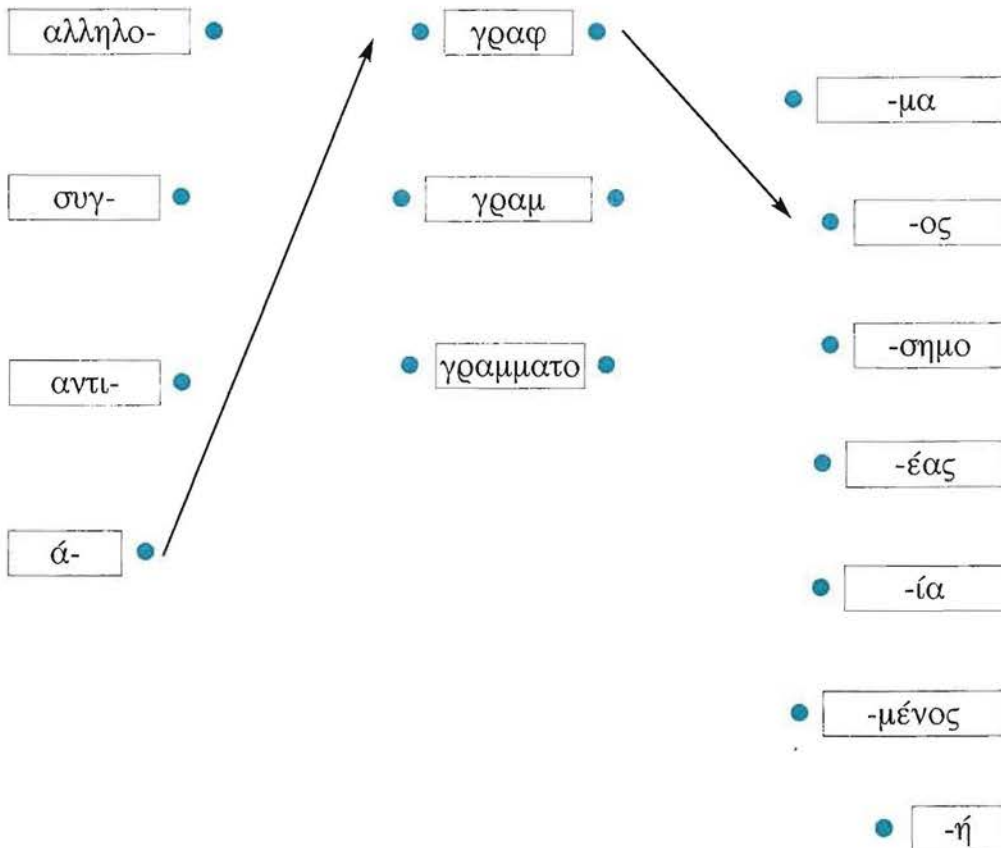 αλληλο-
γραφ
-μα
συγ-
γραμ
-ος
-σημο
αντι-
γραμματο
-έας
ά-
-ία
-μένος
-ή